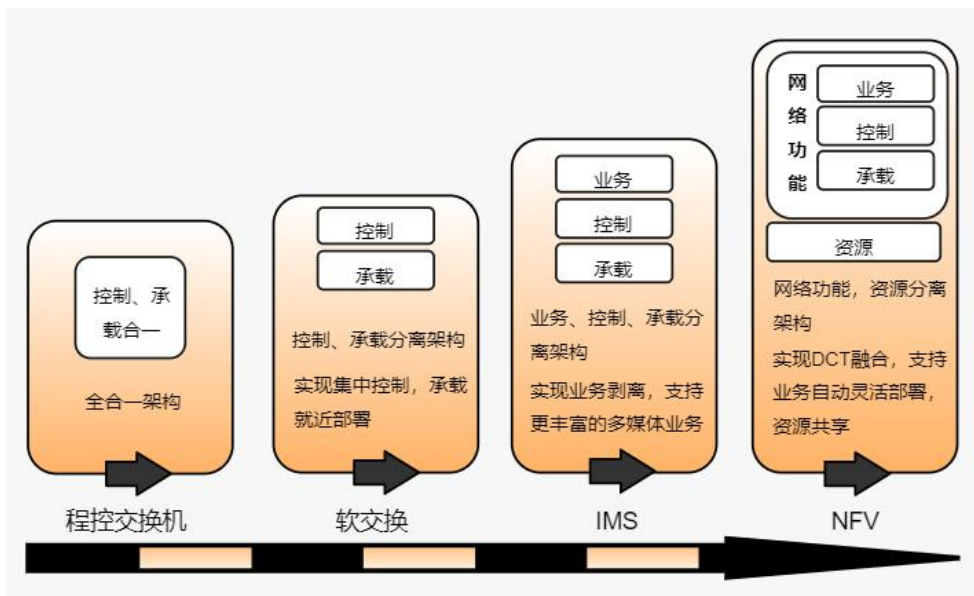 控制、承
载合一
全合一架构
程控交换机
控制
承载
控制、承载分离架构
实现集中控制，承载
就近部署
软交换
业务
控制
承载
业务、控制、承载分
离架构
实现业务剥离，支持
更丰富的多媒体业务
IMS
网络功能
业务
控制
承载
资源
网络功能，资源分离
架构
实现DCT融合，支持
业务自动灵活部署，
资源共享
NFV